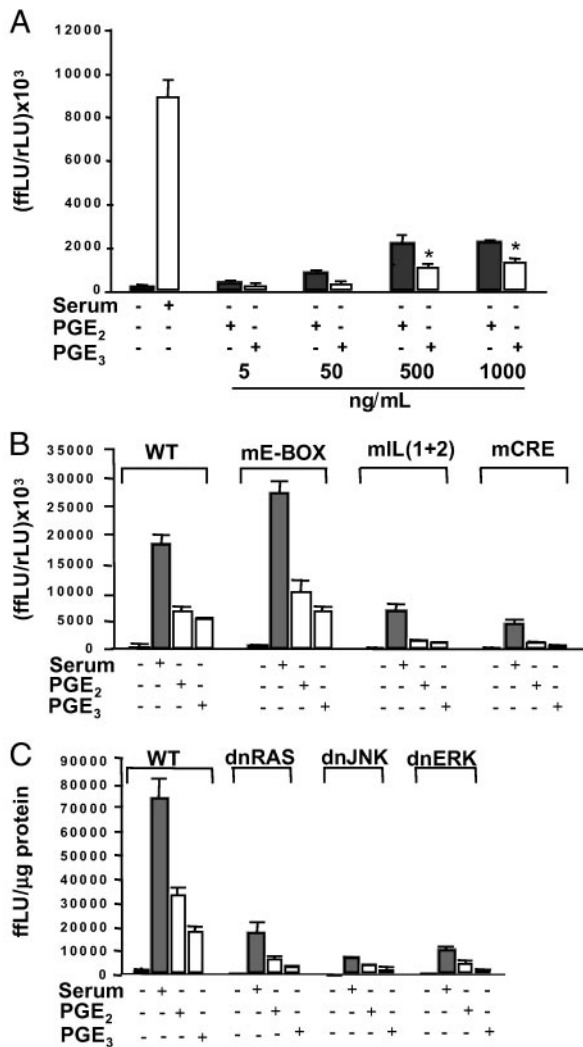 A
(ffLU/rLU)x10³
12000
10000
8000
6000
4000
2000
0
* *
Serum - + - - - - - - - -
PGE₂ - - + - + - + - + -
PGE₃ - - - + - + - + - +
5 50 500 1000
ng/mL
B
(ffLU/rLU)x10³
35000
30000
25000
20000
15000
10000
5000
0
WT mE-BOX mIL(1+2) mCRE
Serum - + - - - + - - - + - - - + - -
PGE₂ - - + - - - + - - - + - - - + -
PGE₃ - - - + - - - + - - - + - - - +
C
ffLU/µg protein
90000
80000
70000
60000
50000
40000
30000
20000
10000
0
WT dnRAS dnJNK dnERK
Serum - + - - - + - - - + - - - + - -
PGE₂ - - + - - - + - - - + - - - + -
PGE₃ - - - + - - - + - - - + - - - +